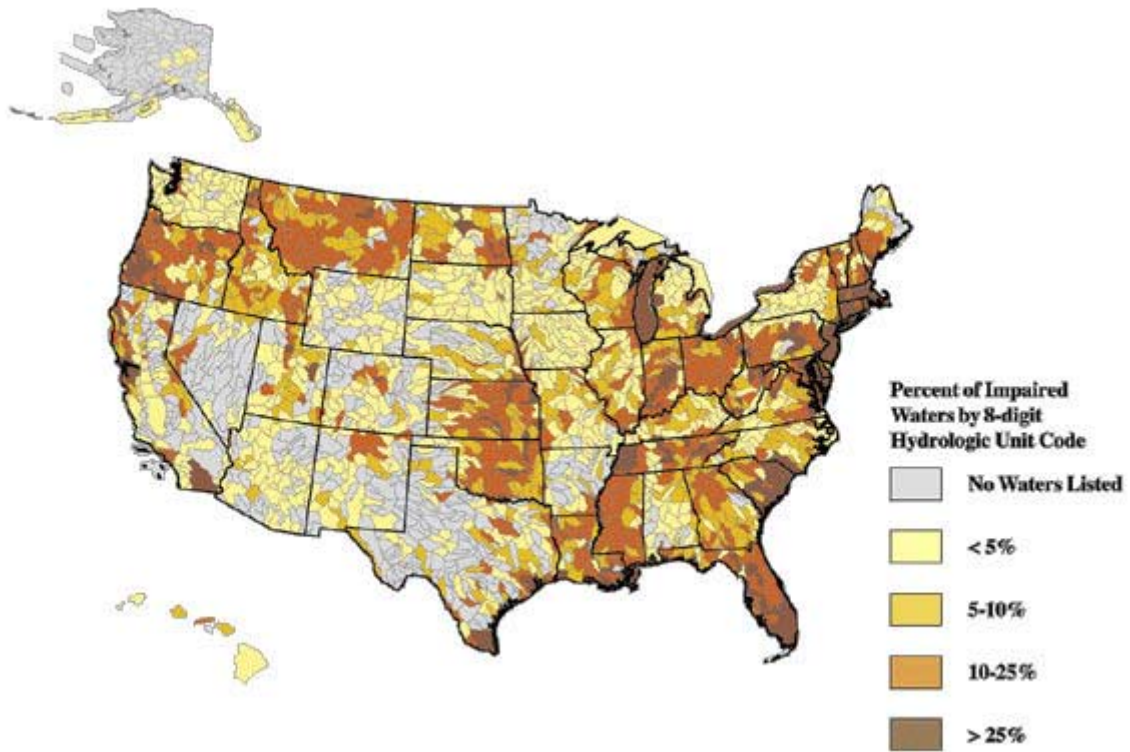 Percent of Impaired
Waters by 8-digit
Hydrologic Unit Code
No Waters Listed
< 5%
5-10%
10-25%
> 25%